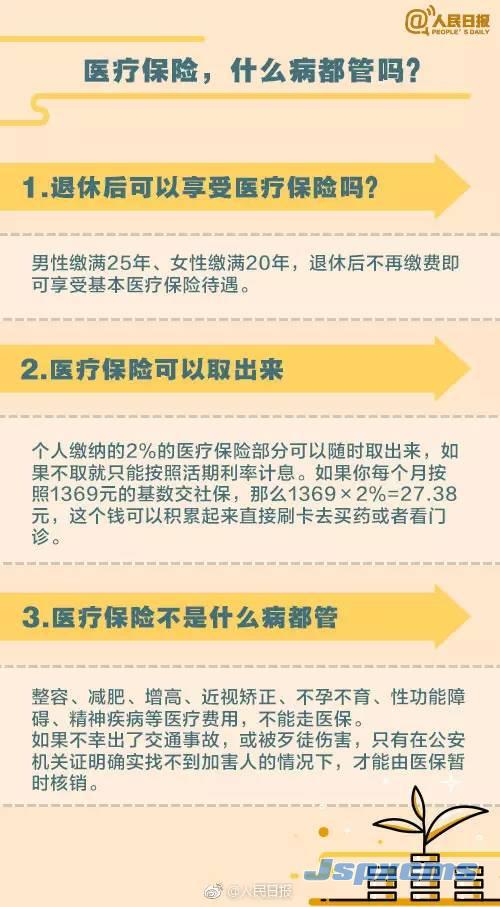 @人民日报
PEOPLE'S DAILY
医疗保险，什么病都管吗？
1.退休后可以享受医疗保险吗？
男性缴满25年、女性缴满20年，退休后不再缴费即
可享受基本医疗保险待遇。
2.医疗保险可以取出来
个人缴纳的2%的医疗保险部分可以随时取出来，如
果不取就只能按照活期利率计息。如果你每个月按
照1369元的基数交社保，那么1369×2%=27.38
元，这个钱可以积累起来直接刷卡去买药或者看门
诊。
3.医疗保险不是什么病都管
整容、减肥、增高、近视矫正、不孕不育、性功能障
碍、精神疾病等医疗费用，不能走医保。
如果不幸出了交通事故，或被歹徒伤害，只有在公安
机关证明确实找不到加害人的情况下，才能由医保暂
时核销。
Jspxcms
@人民日报